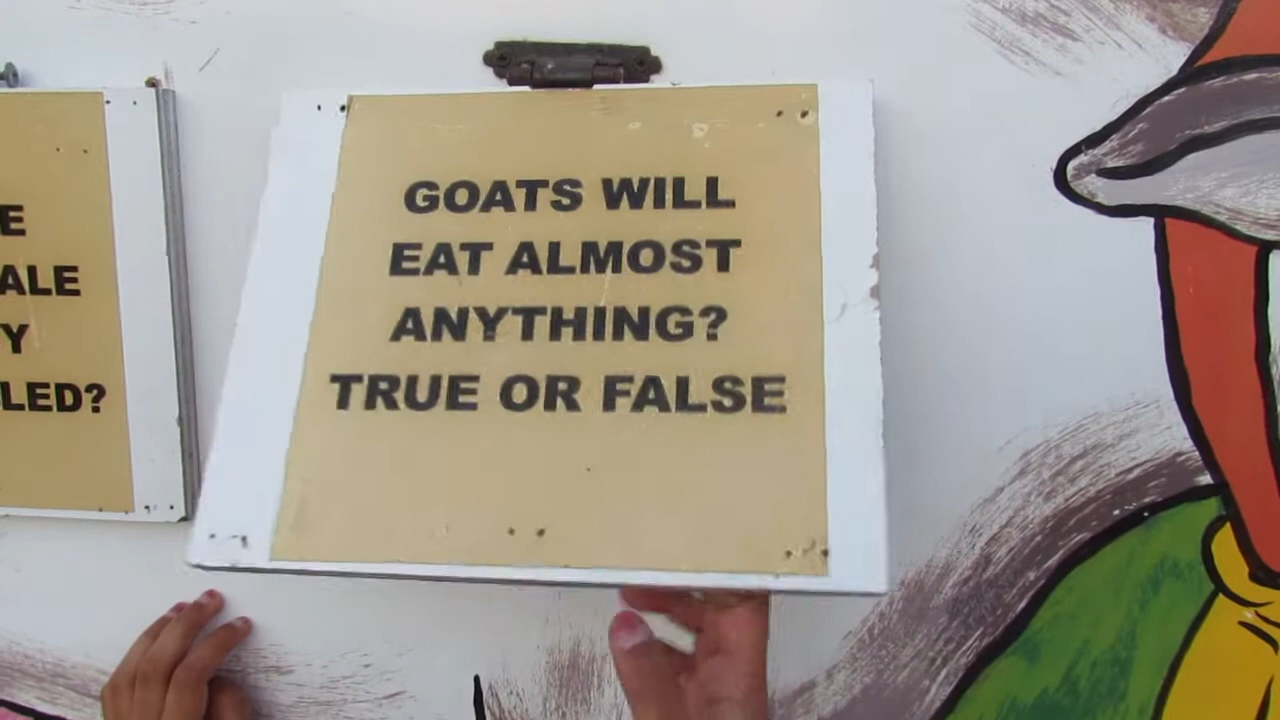 E
ALE
Y
LED?
GOATS WILL
EAT ALMOST
ANYTHING?
TRUE OR FALSE